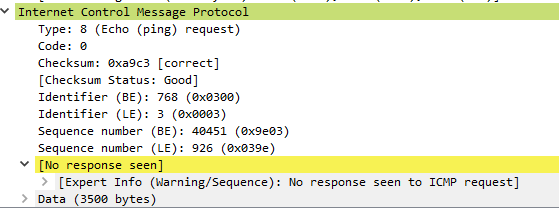 Internet Control Message Protocol
Type: 8 (Echo (ping) request)
Code: 0
Checksum: 0xa9c3 [correct]
[Checksum Status: Good]
Identifier (BE): 768 (0x0300)
Identifier (LE): 3 (0x0003)
Sequence number (BE): 40451 (0x9e03)
Sequence number (LE): 926 (0x039e)
[No response seen]
[Expert Info (Warning/Sequence): No response seen to ICMP request]
Data (3500 bytes)